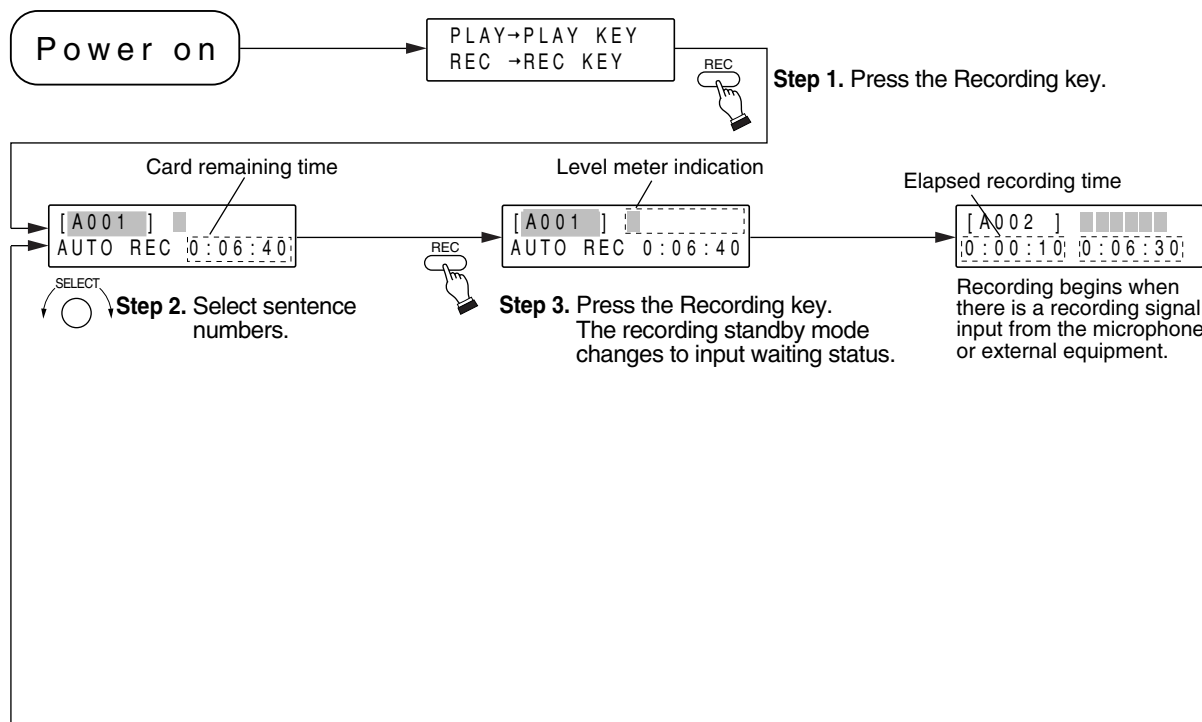 Power on
PLAY→PLAY KEY
REC →REC KEY
REC
Step 1. Press the Recording key.
Card remaining time
[A001 ]
AUTO REC 0:06:40
SELECT
Step 2. Select sentence
numbers.
REC
Level meter indication
[A001 ]
AUTO REC 0:06:40
Step 3. Press the Recording key.
The recording standby mode
changes to input waiting status.
Elapsed recording time
[A002 ]
0:00:10 0:06:30
Recording begins when
there is a recording signal
input from the microphone
or external equipment.